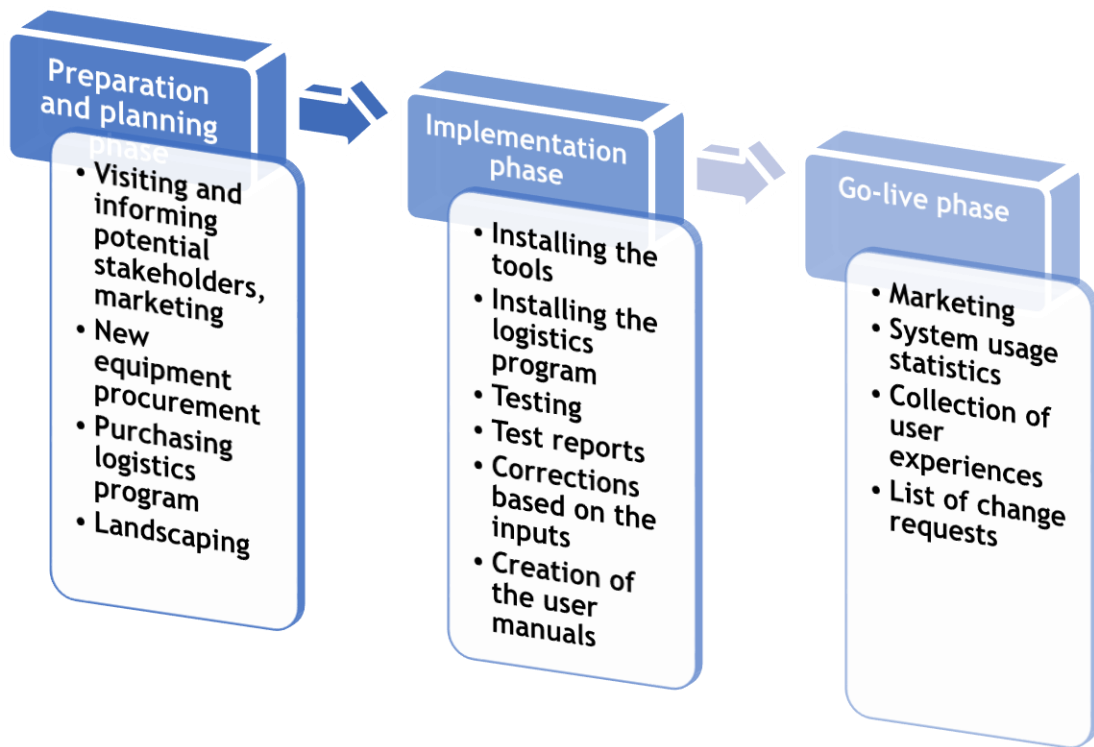 Preparation
and planning
phase
• Visiting and
informing
potential
stakeholders,
marketing
• New
equipment
procurement
• Purchasing
logistics
program
• Landscaping
Implementation
phase
• Installing the
tools
• Installing the
logistics
program
• Testing
• Test reports
• Corrections
based on the
inputs
• Creation of
the user
manuals
Go-live phase
• Marketing
• System usage
statistics
• Collection of
user
experiences
• List of change
requests